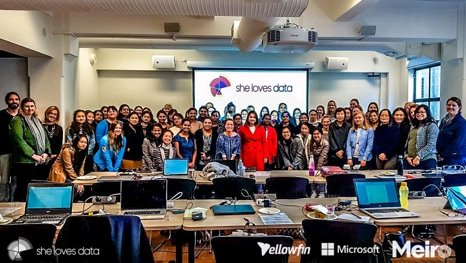 she loves data
she loves data
Yellowfin
Microsoft
Meiro